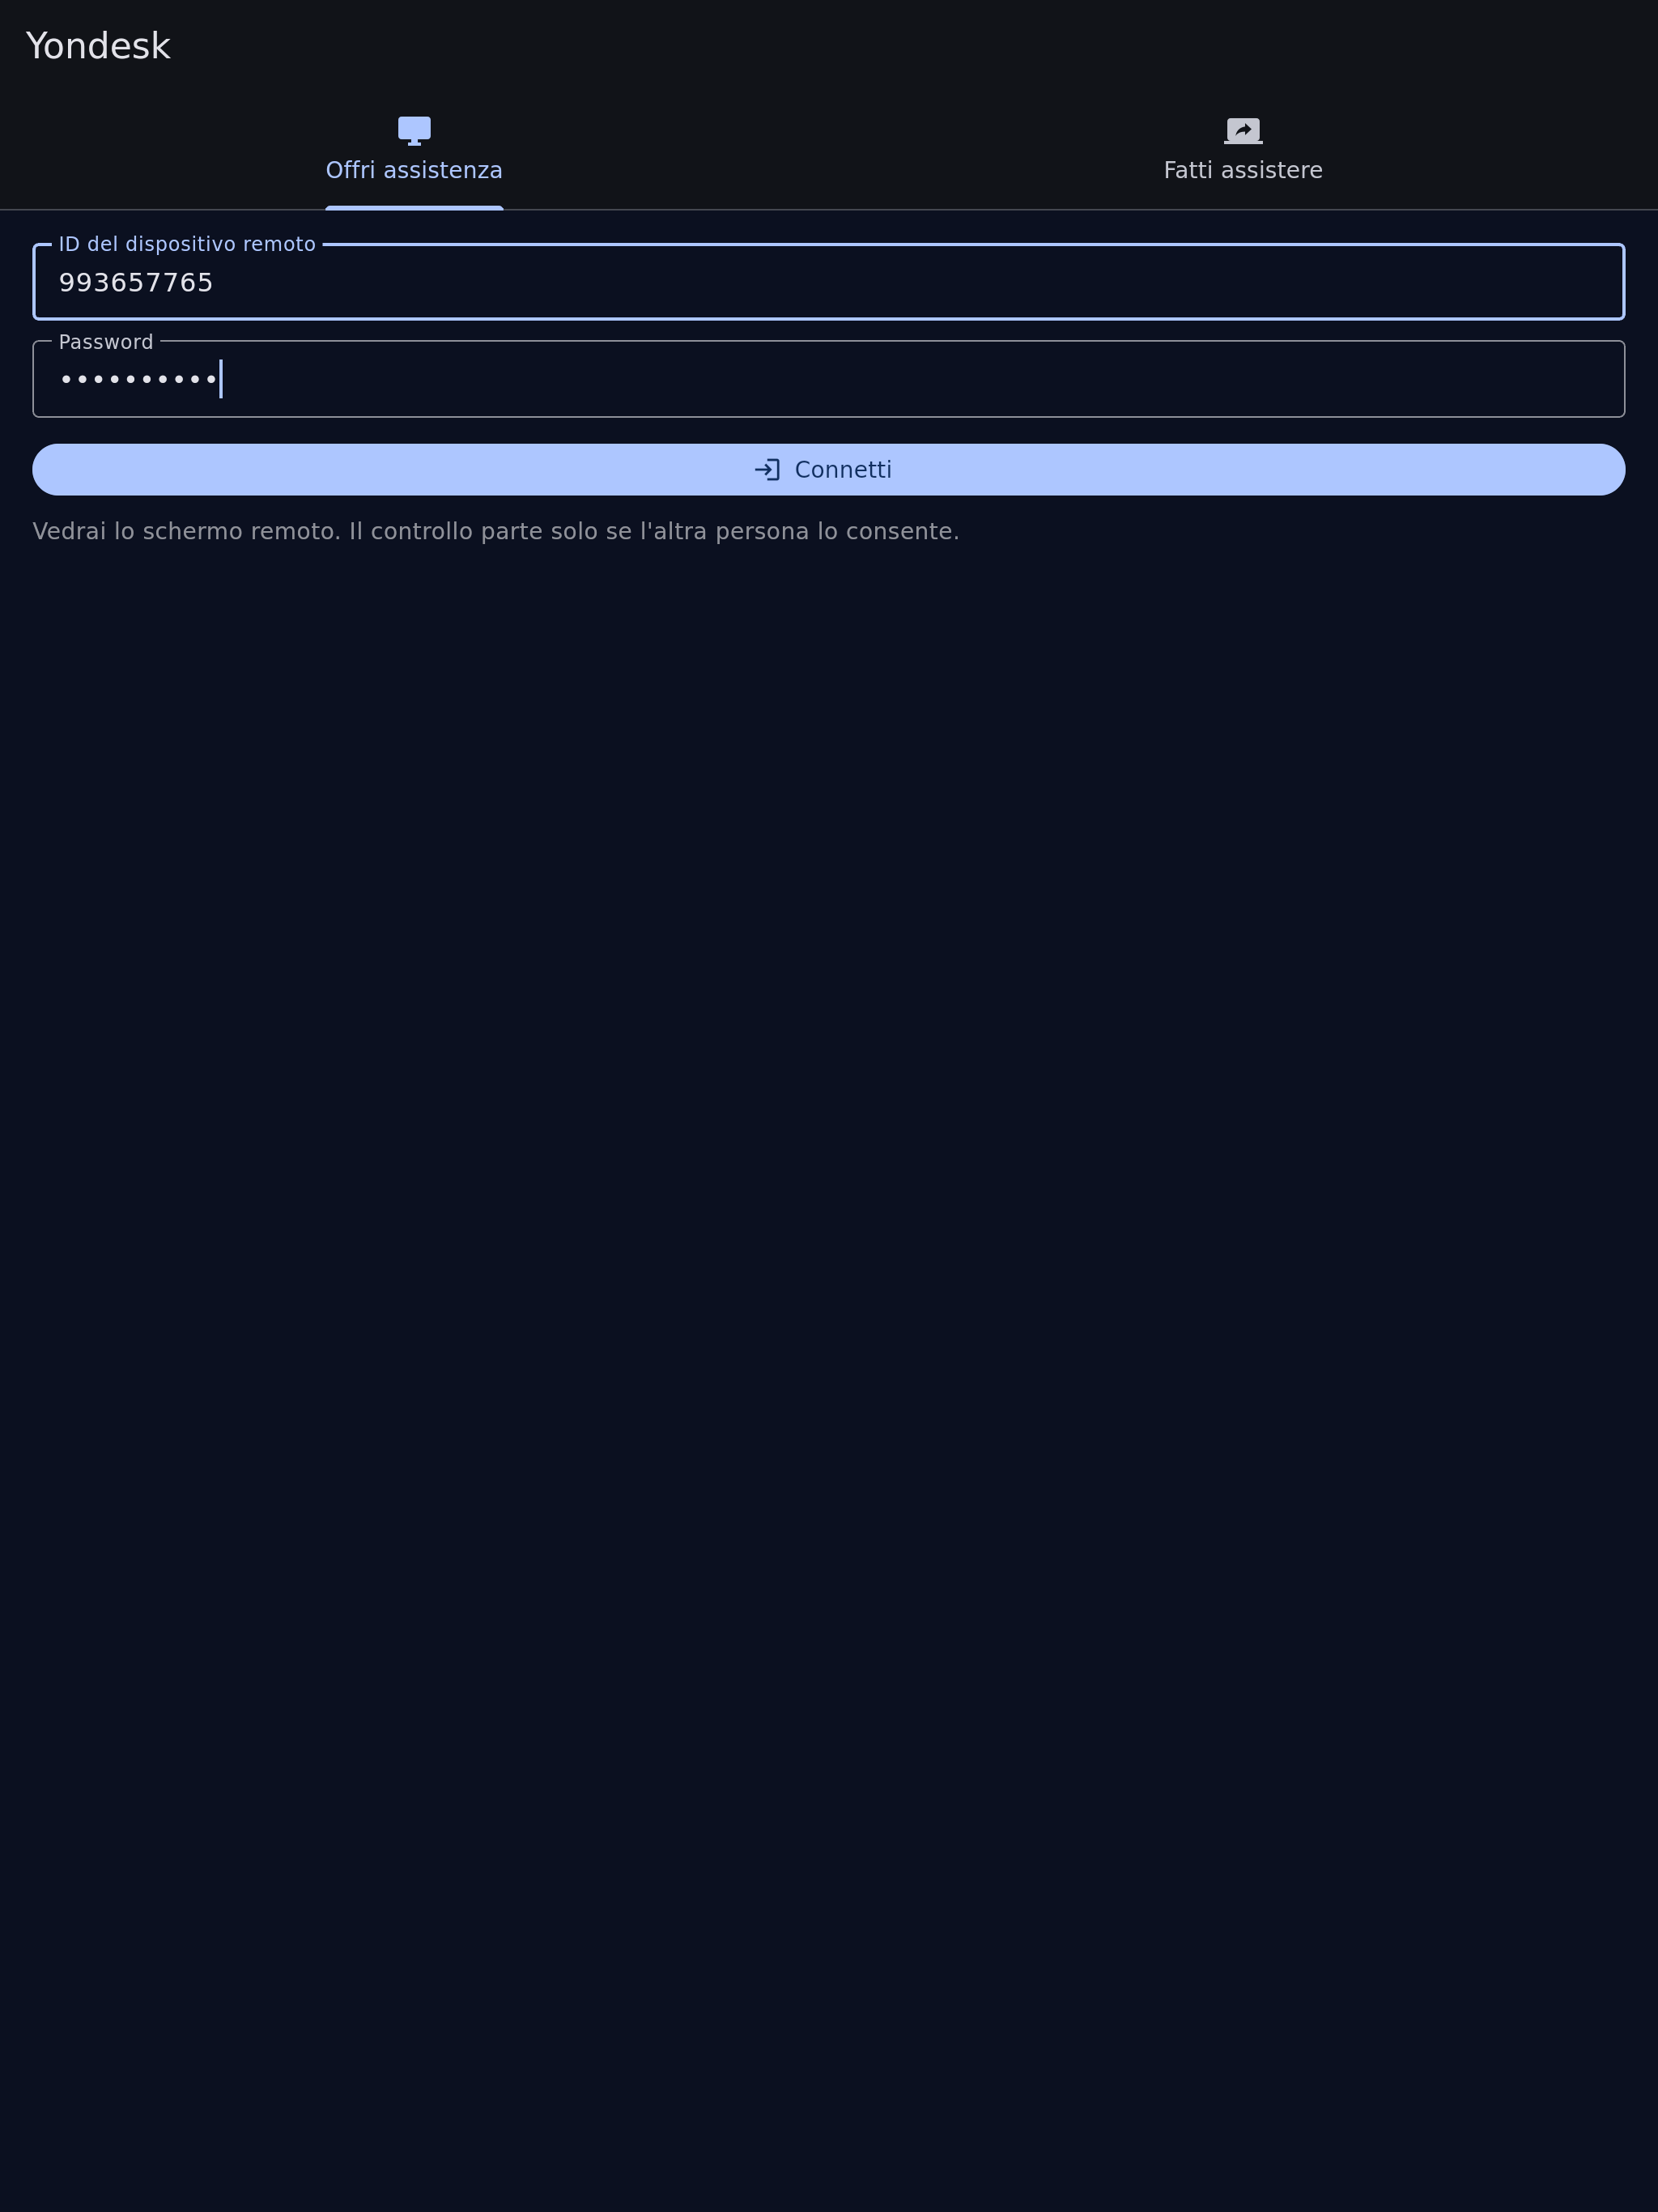 Yondesk
Offri assistenza
Fatti assistere
ID del dispositivo remoto
993657765
Password
••••••••••
Connetti
Vedrai lo schermo remoto. Il controllo parte solo se l'altra persona lo consente.